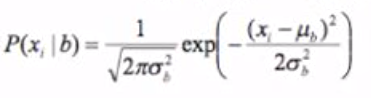 P(x_i | b) = \frac{1}{\sqrt{2\pi\sigma_b^2}} \exp\left(-\frac{(x_i - \mu_b)^2}{2\sigma_b^2}\right)